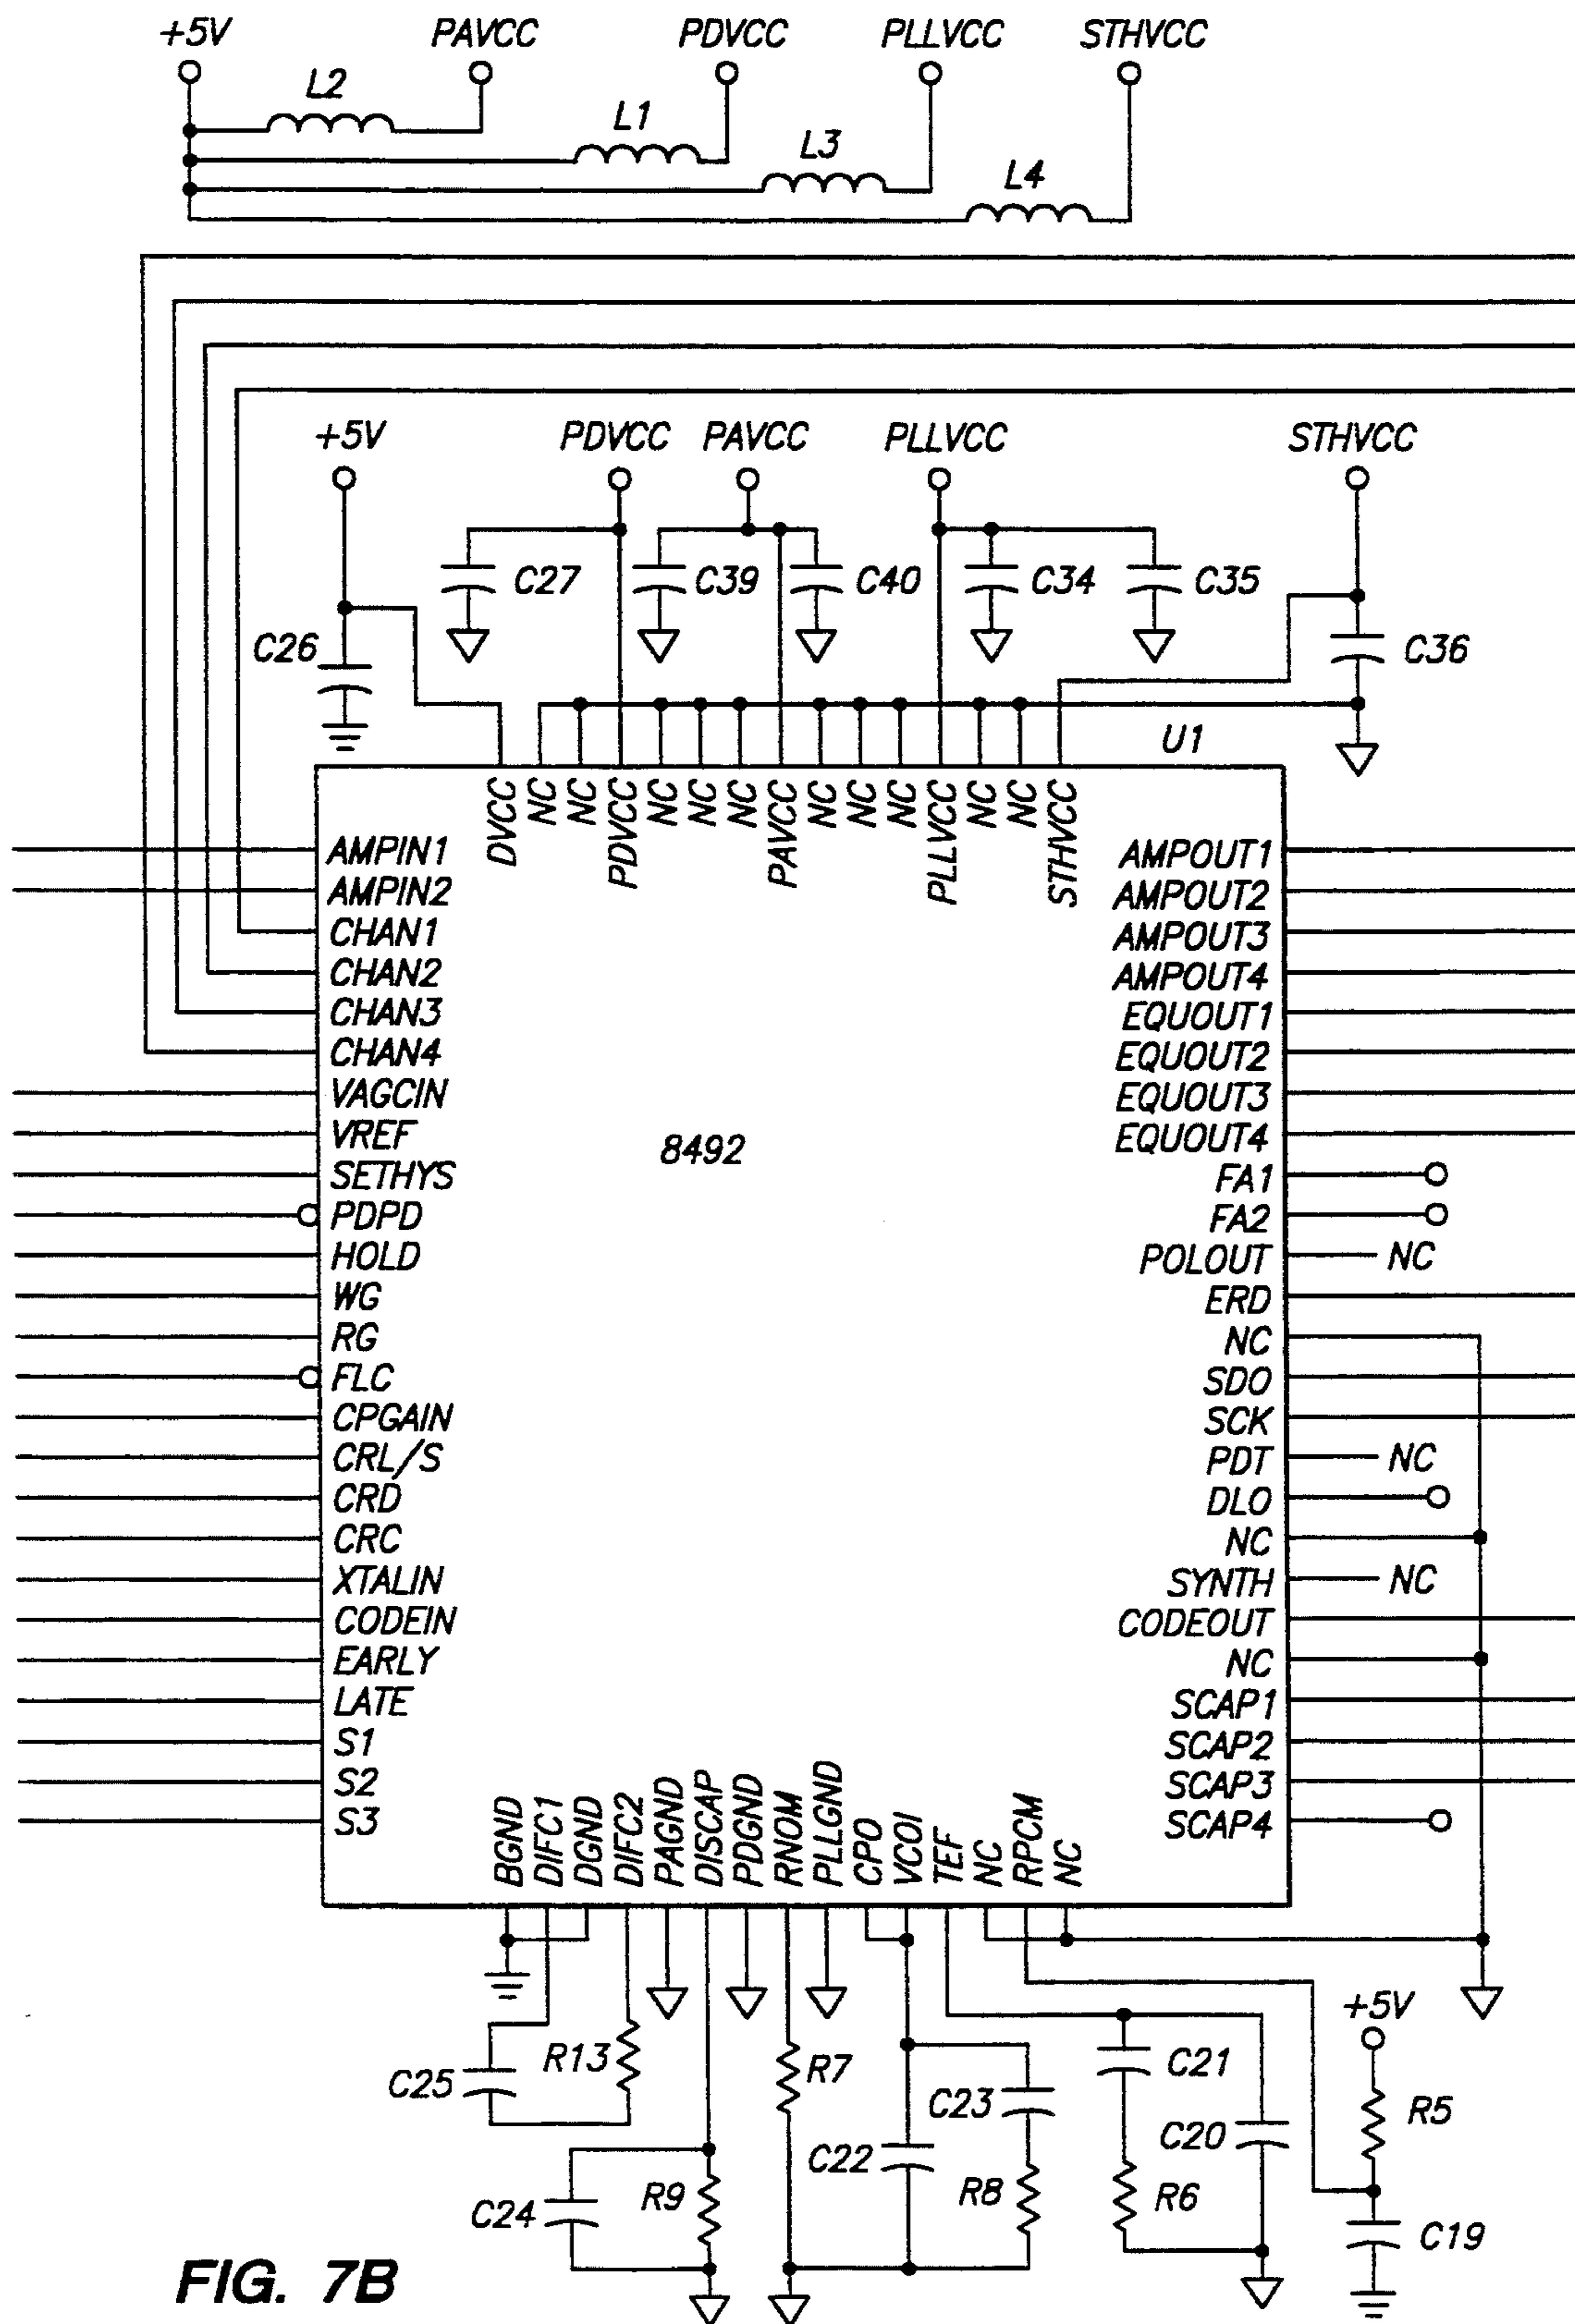 +5V PAVCC PDVCC PLLVCC STHVCC
L2
L1
L3
L4
+5V PDVCC PAVCC PLLVCC STHVCC
C27 C39 C40 C34 C35
C26 C36
U1
DVCC NC NC PDVCC NC NC NC PAVCC NC NC NC PLLVCC NC NC STHVCC
AMPIN1 AMPOUT1
AMPIN2 AMPOUT2
CHAN1 AMPOUT3
CHAN2 AMPOUT4
CHAN3 EQUOUT1
CHAN4 EQUOUT2
VAGCIN EQUOUT3
VREF 8492 EQUOUT4
SETHYS FA1
PDPD FA2
HOLD POLOUT NC
WG ERD
RG NC
FLC SDO
CPGAIN SCK
CRL/S PDT NC
CRD DLO
CRC NC
XTALIN SYNTH NC
CODEIN CODEOUT
EARLY NC
LATE SCAP1
S1 SCAP2
S2 SCAP3
S3 SCAP4
BGND DIFC1 DGND DIFC2 PAGND DISCAP PDGND RNOM PLLGND CPO VCOI TEF NC RPCM NC
+5V
C25 R13 R7 C21
C23 C20 R5
C22
C24 R9 R8 R6 C19
FIG. 7B